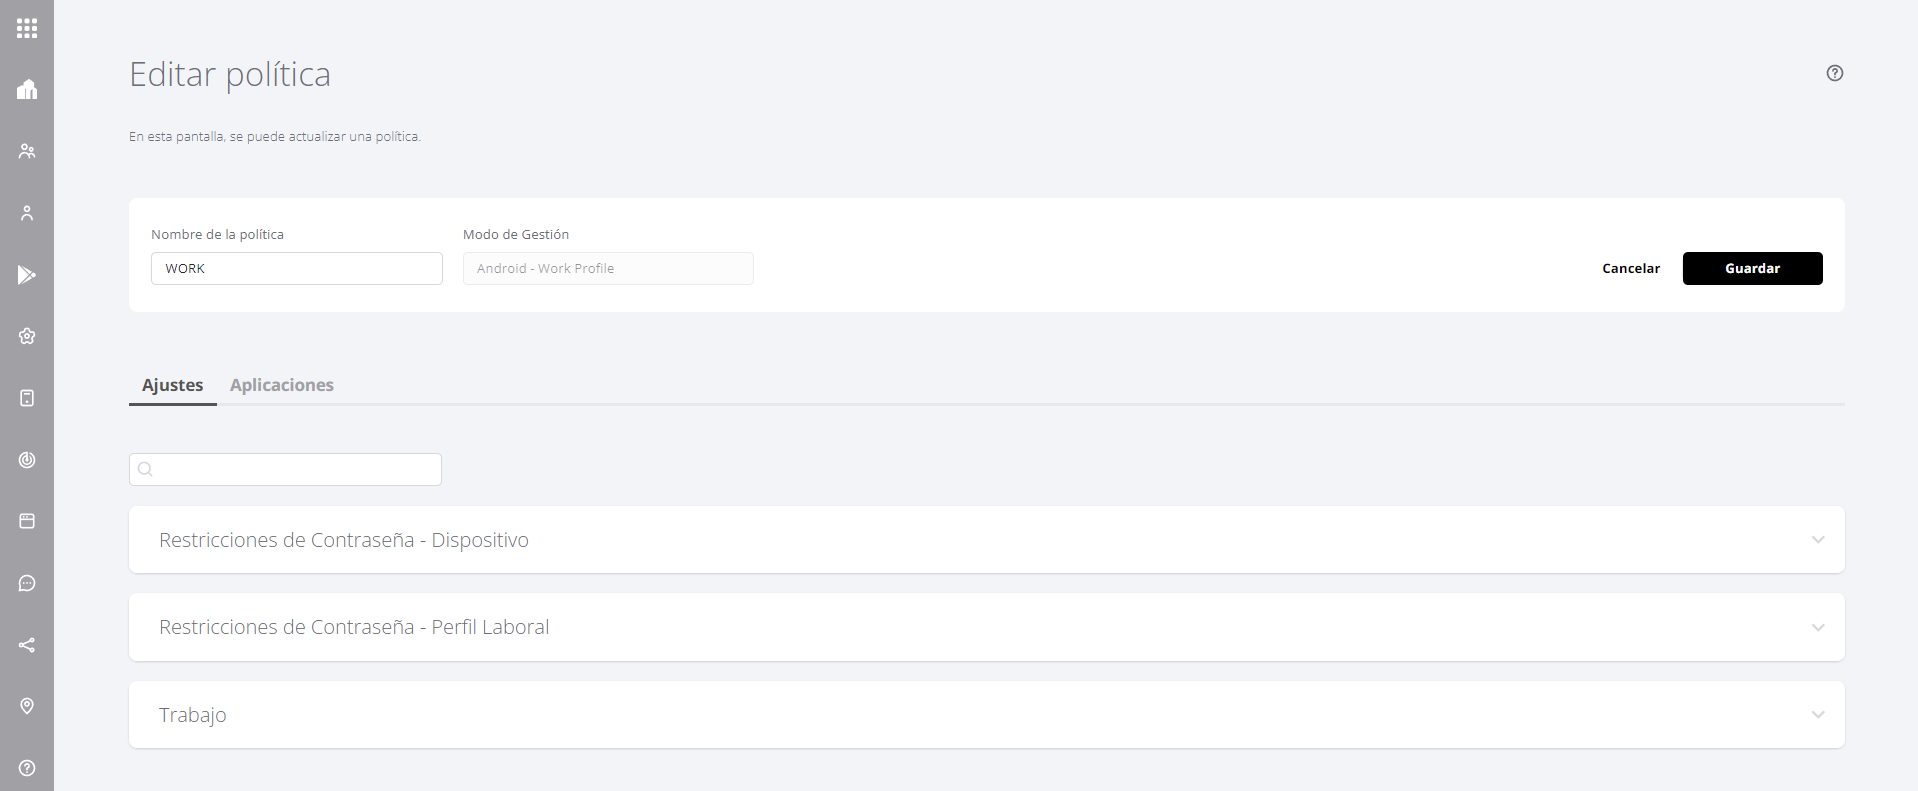 Editar política
En esta pantalla, se puede actualizar una política.
Nombre de la política
Modo de Gestión
WORK
Android - Work Profile
Cancelar
Guardar
Ajustes
Aplicaciones
Restricciones de Contraseña - Dispositivo
Restricciones de Contraseña - Perfil Laboral
Trabajo